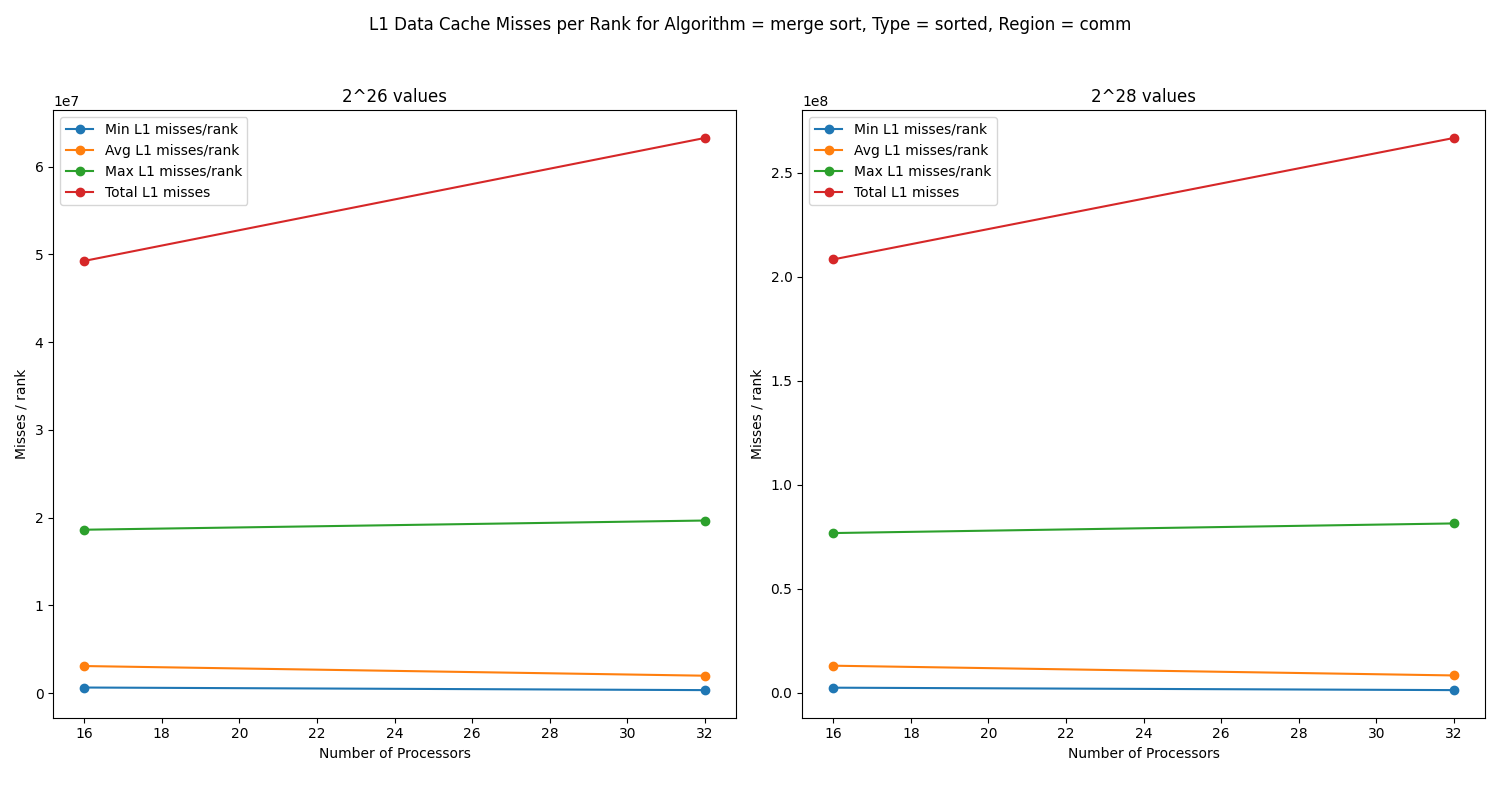 L1 Data Cache Misses per Rank for Algorithm = merge sort, Type = sorted, Region = comm
2^26 values
1e7
Min L1 misses/rank
Avg L1 misses/rank
Max L1 misses/rank
Total L1 misses
6
5
4
3
2
1
0
Misses / rank
16 18 20 22 24 26 28 30 32
Number of Processors
2^28 values
1e8
Min L1 misses/rank
Avg L1 misses/rank
Max L1 misses/rank
Total L1 misses
2.5
2.0
1.5
1.0
0.5
0.0
Misses / rank
16 18 20 22 24 26 28 30 32
Number of Processors